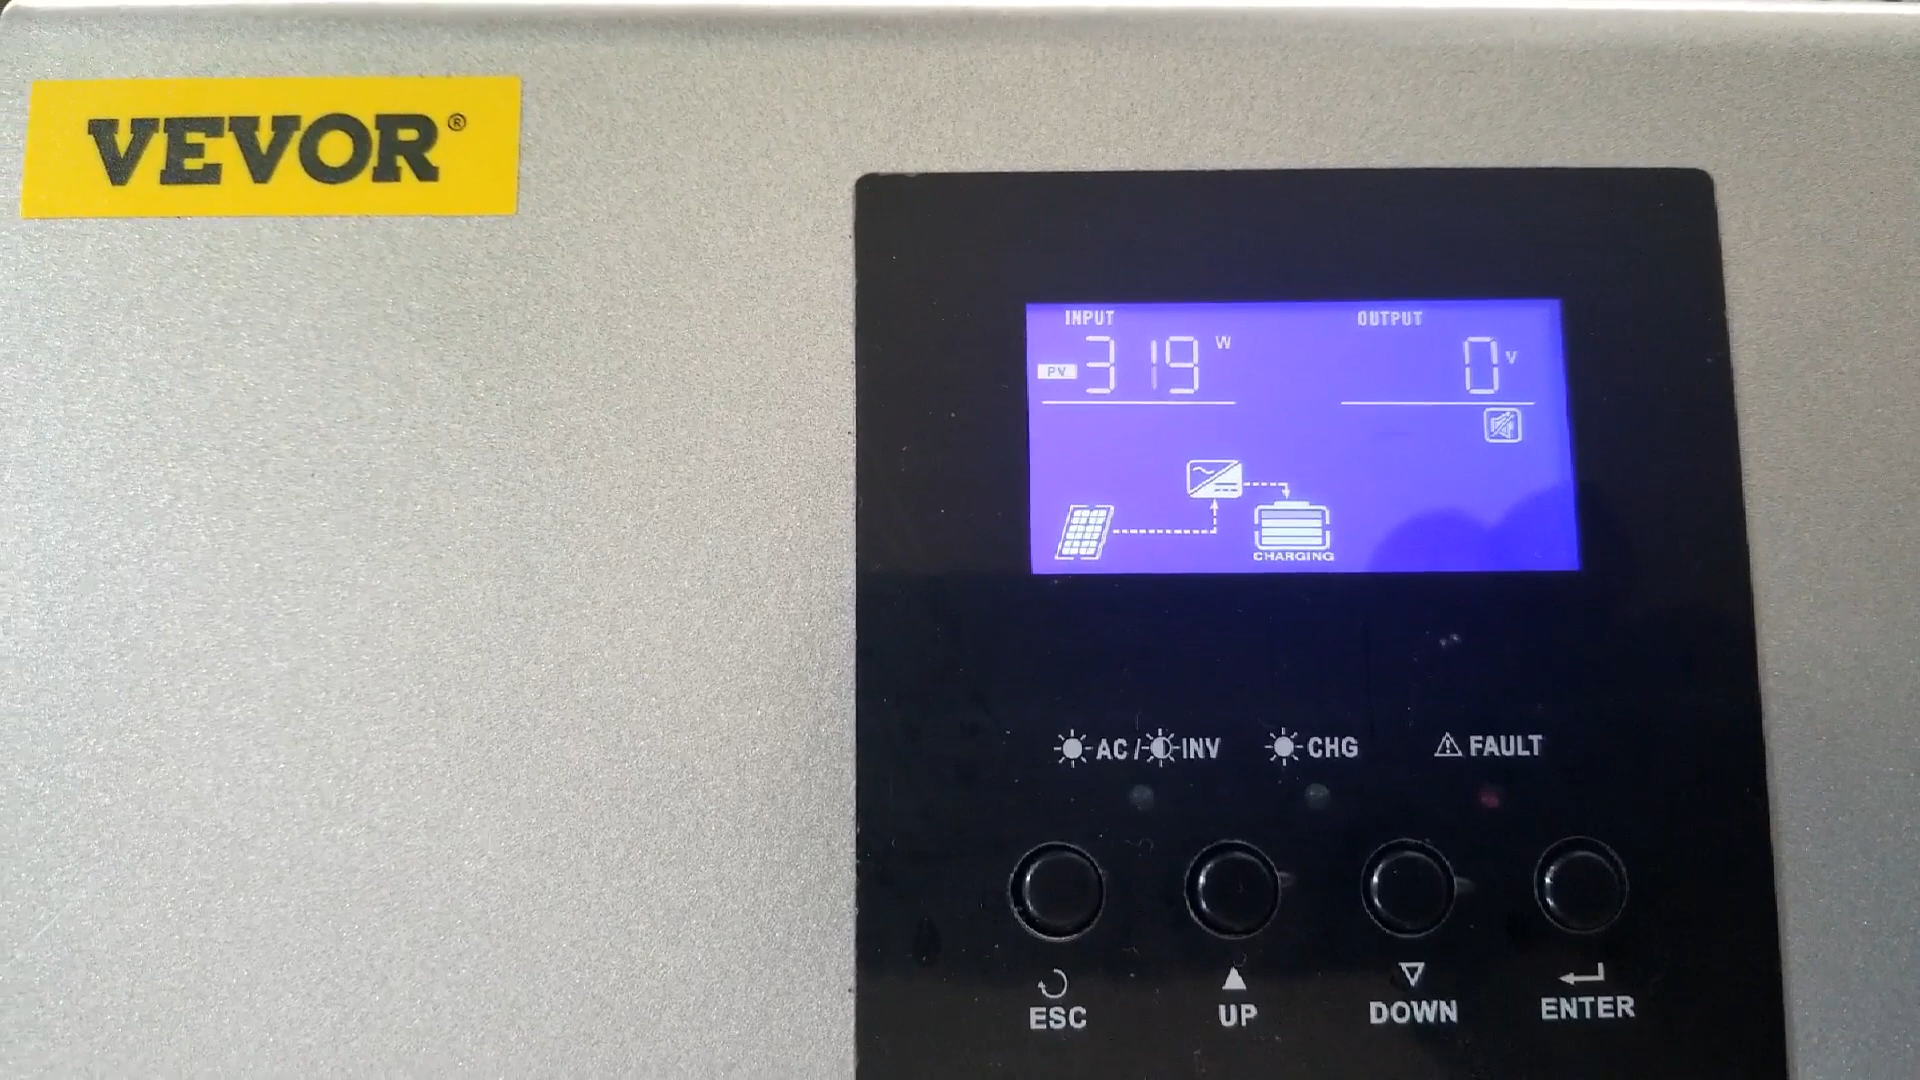 VEVOR®
INPUT OUTPUT
PV 319 W 0 V
CHARGING
AC / INV CHG FAULT
ESC UP DOWN ENTER